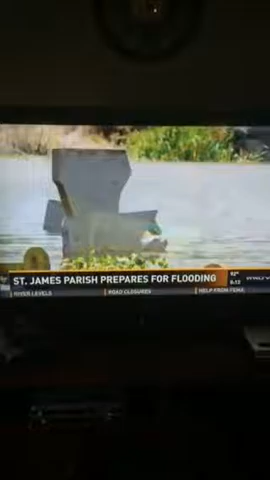 ST. JAMES PARISH PREPARES FOR FLOODING
RIVER LEVELS ROAD CLOSURES HELP FROM FEMA